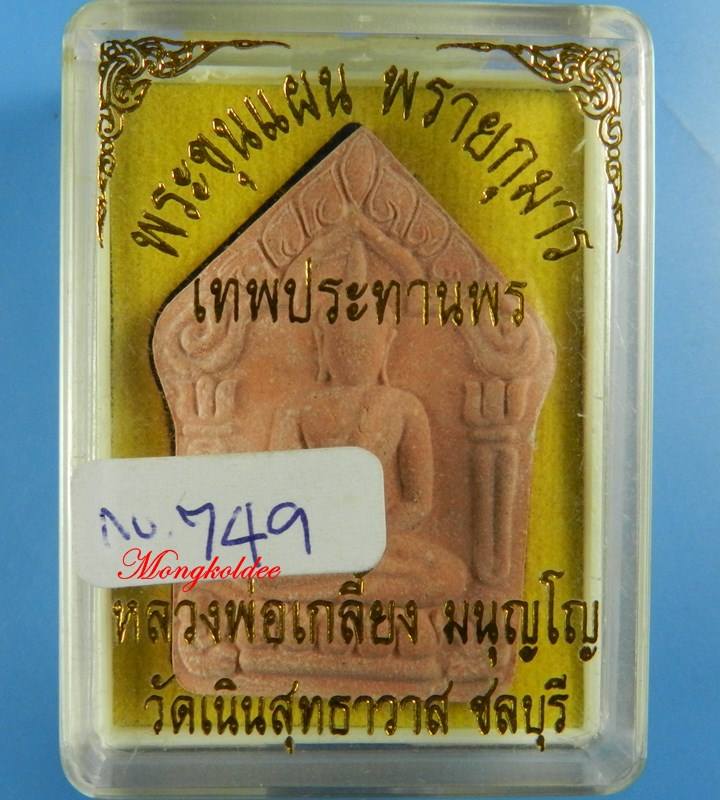 พระขุนแผน พรายกุมาร
เทพประทานพร
No. 749
Mongkoldee
หลวงพ่อเกลี้ยง มนุญโญ
วัดเนินสุทธาวาส ชลบุรี